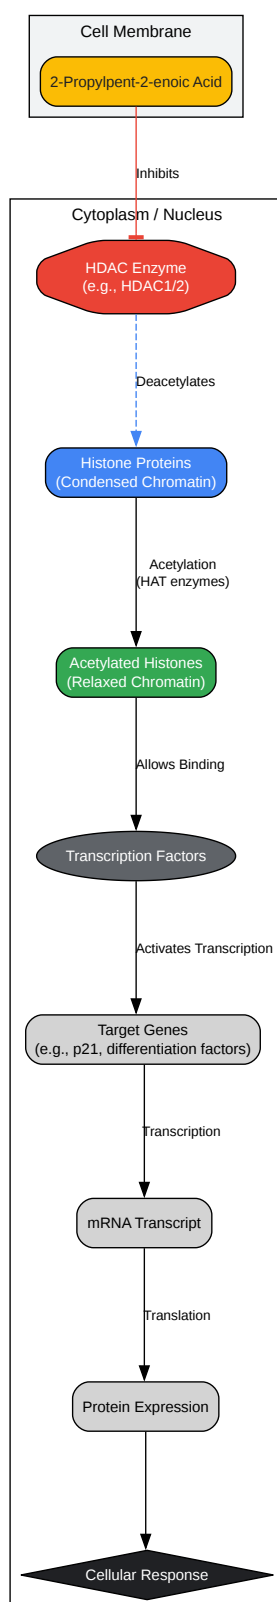 Cell Membrane
2-Propylpent-2-enoic Acid
Inhibits
Cytoplasm / Nucleus
HDAC Enzyme
(e.g., HDAC1/2)
Deacetylates
Histone Proteins
(Condensed Chromatin)
Acetylation
(HAT enzymes)
Acetylated Histones
(Relaxed Chromatin)
Allows Binding
Transcription Factors
Activates Transcription
Target Genes
(e.g., p21, differentiation factors)
Transcription
mRNA Transcript
Translation
Protein Expression
Cellular Response